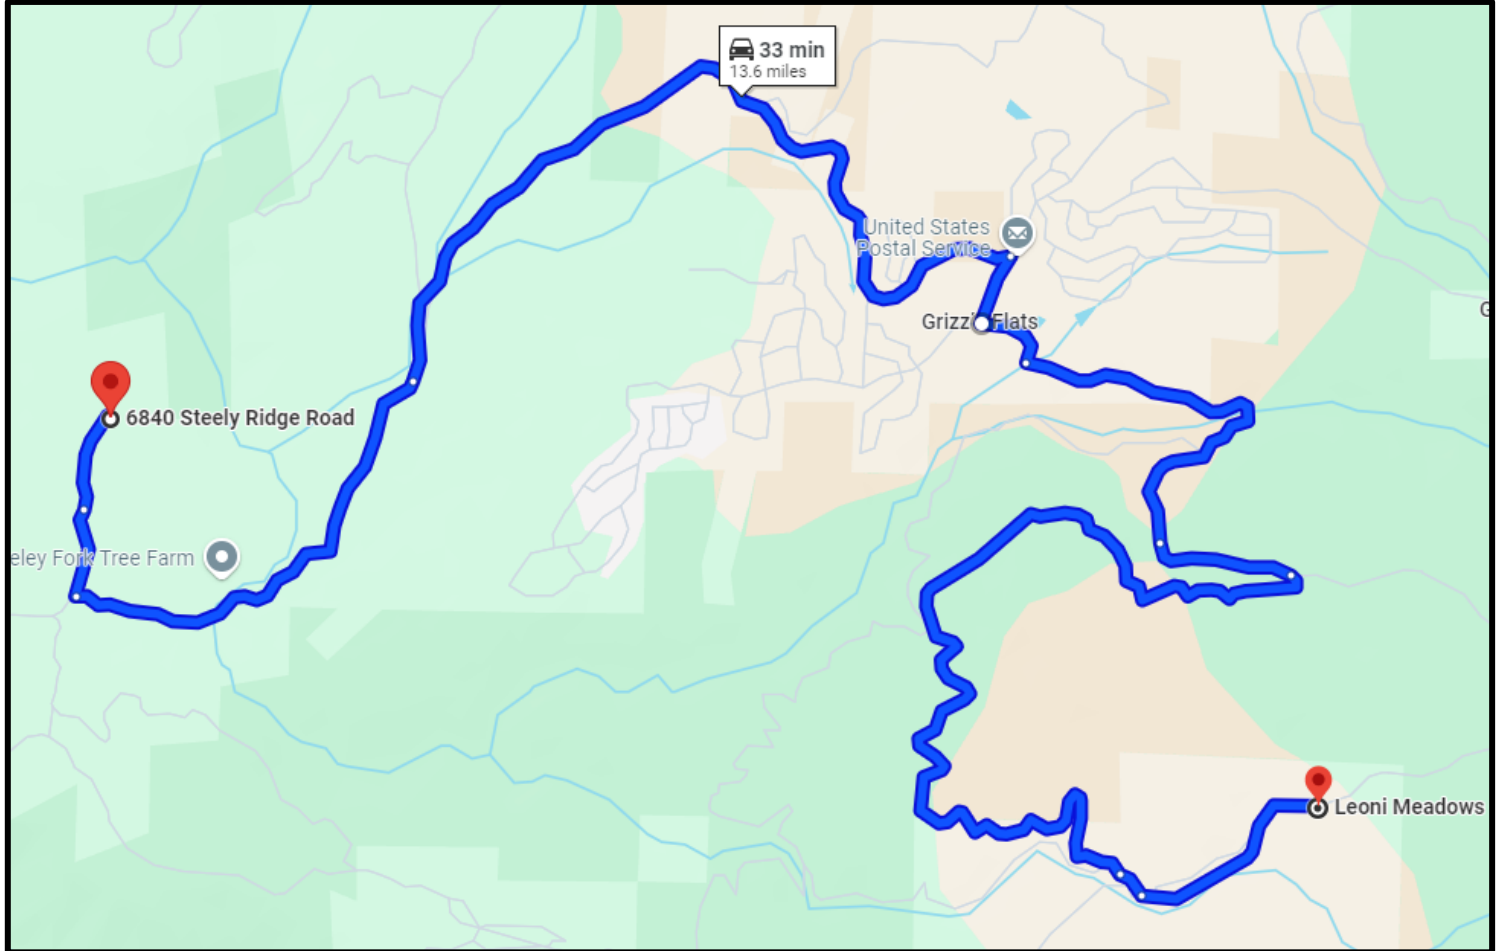 33 min
13.6 miles
United States
Postal Service
Flats
6840 Steely Ridge Road
eley Fork Tree Farm
Leoni Meadows